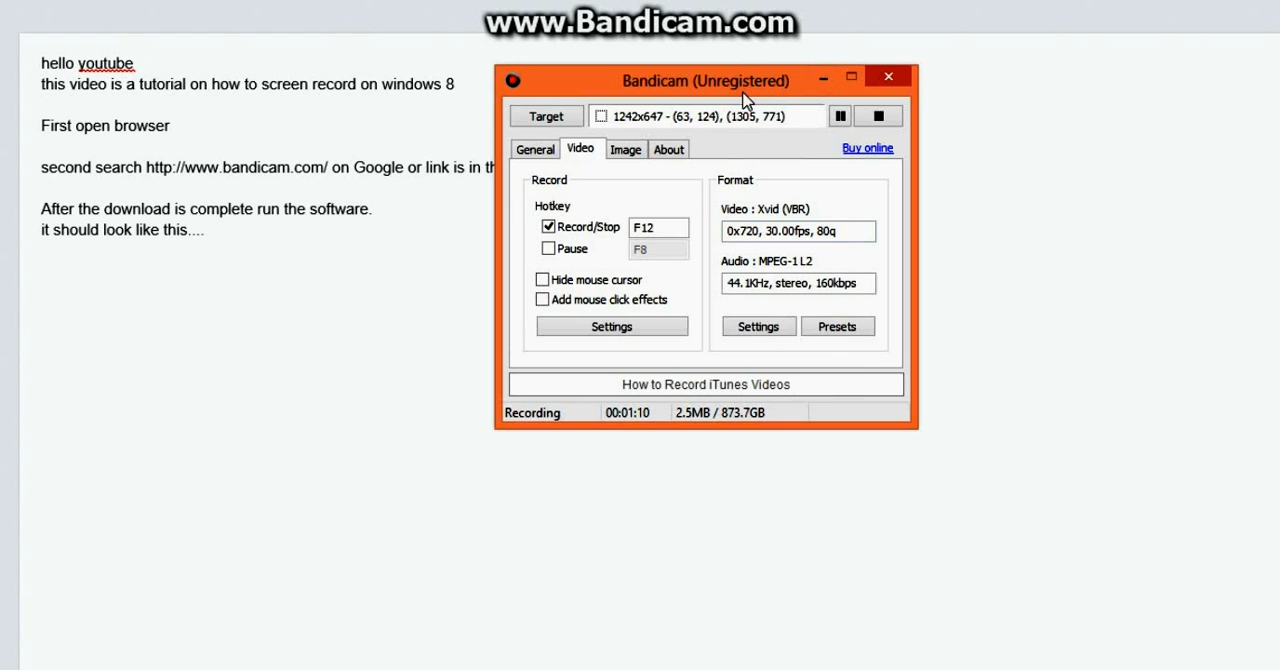 www.Bandicam.com
hello youtube
this video is a tutorial on how to screen record on windows 8
First open browser
second search http://www.bandicam.com/ on Google or link is in th
After the download is complete run the software.
it should look like this....
Bandicam (Unregistered)
Target
1242x647 - (63, 124), (1305, 771)
General
Video
Image
About
Buy online
Record
Hotkey
Record/Stop F12
Pause F8
Hide mouse cursor
Add mouse click effects
Settings
Format
Video : Xvid (VBR)
0x720, 30.00fps, 80q
Audio : MPEG-1 L2
44.1KHz, stereo, 160kbps
Settings
Presets
How to Record iTunes Videos
Recording 00:01:10 2.5MB / 873.7GB